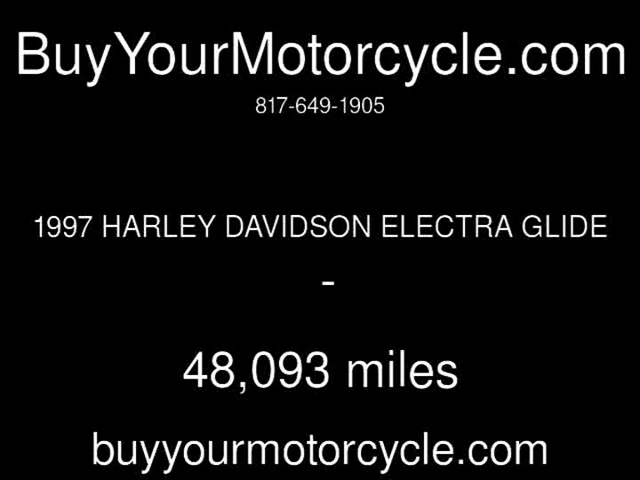 BuyYourMotorcycle.com
817-649-1905
1997 HARLEY DAVIDSON ELECTRA GLIDE
-
48,093 miles
buyyourmotorcycle.com